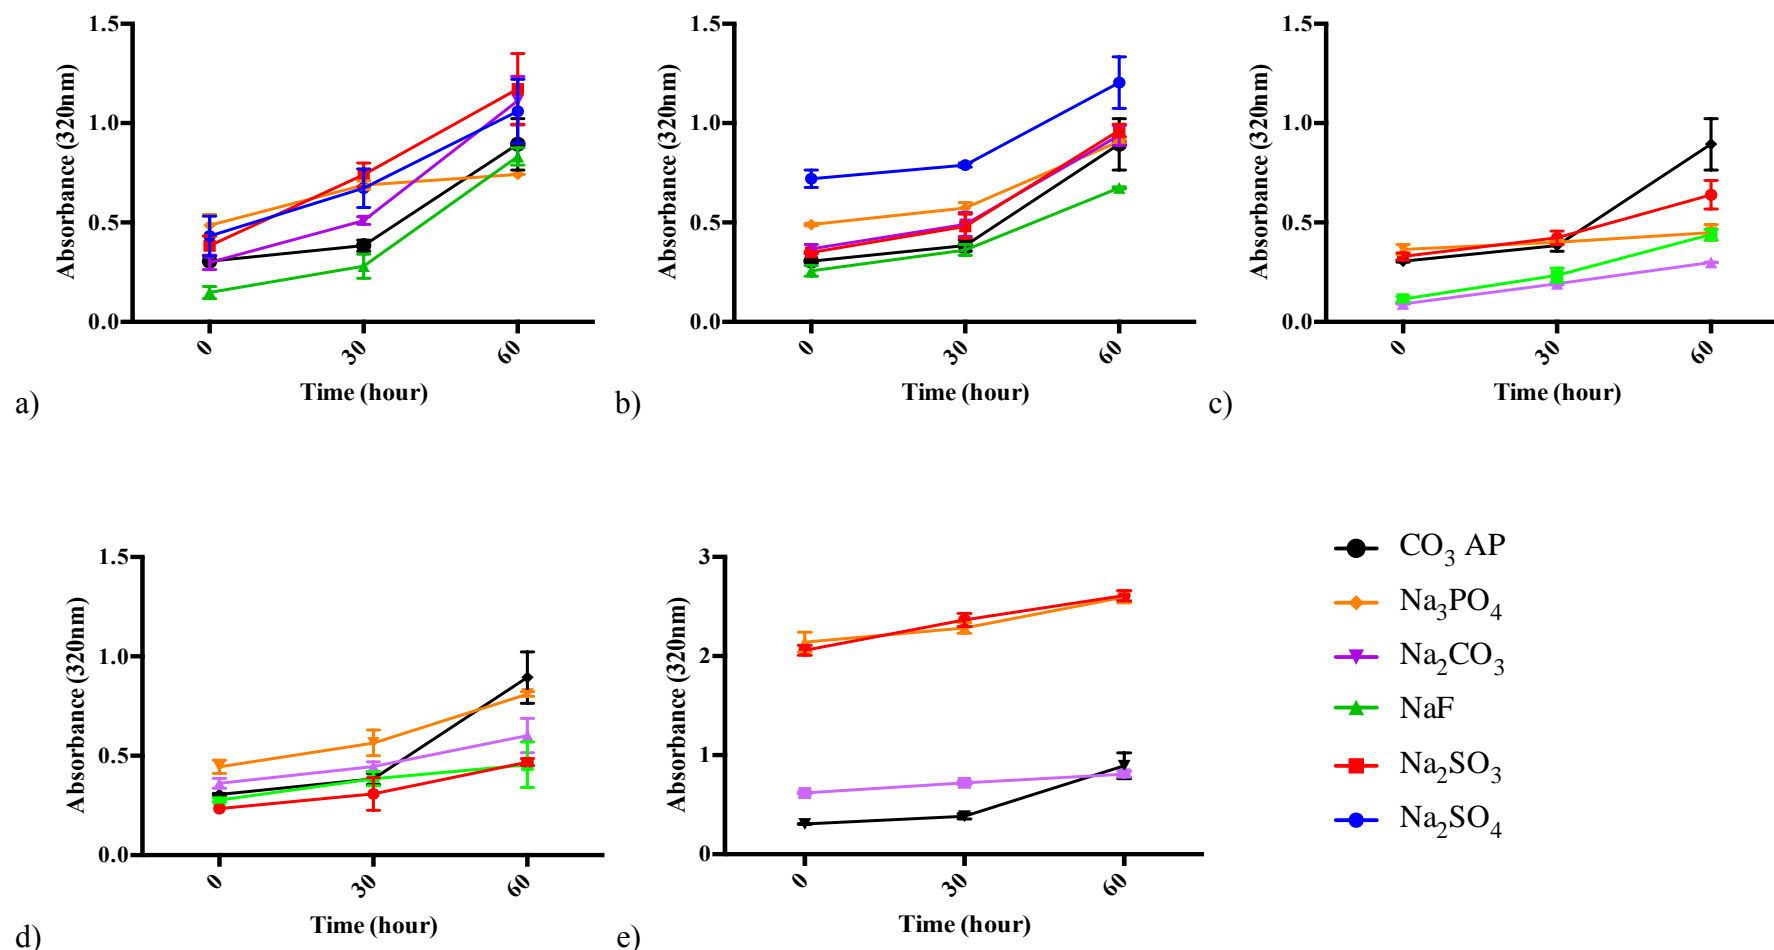 1.5
1.0
0.5
0.0
Absorbance (320nm)
0
30
60
Time (hour)
a)
1.5
1.0
0.5
0.0
Absorbance (320nm)
0
30
60
Time (hour)
b)
1.5
1.0
0.5
0.0
Absorbance (320nm)
0
30
60
Time (hour)
c)
1.5
1.0
0.5
0.0
Absorbance (320nm)
0
30
60
Time (hour)
d)
3
2
1
0
Absorbance (320nm)
0
30
60
Time (hour)
e)
CO₃ AP
Na₃PO₄
Na₂CO₃
NaF
Na₂SO₃
Na₂SO₄